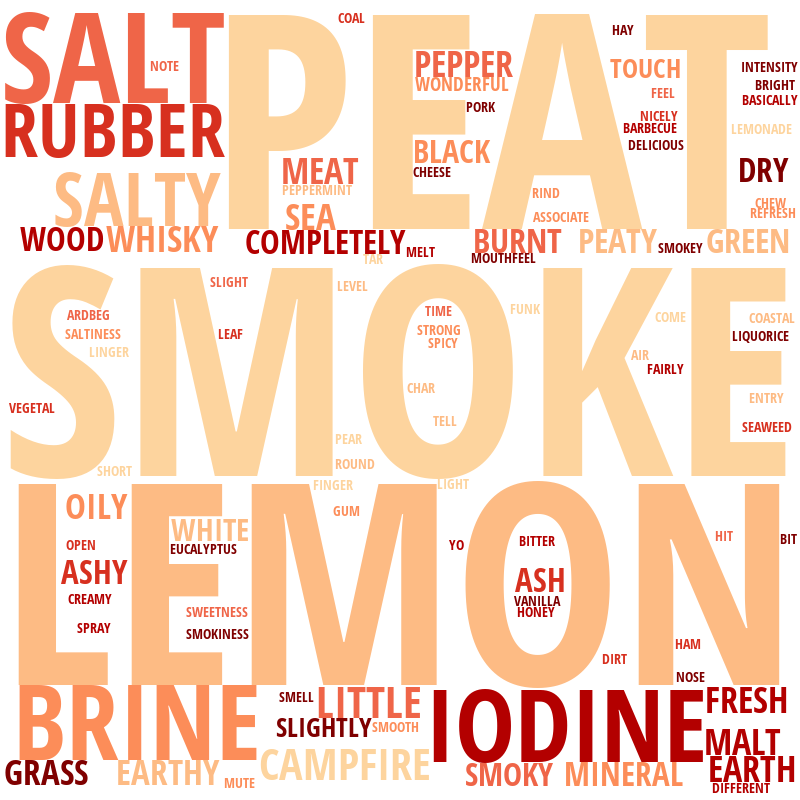 SALT
PEAT
COAL
HAY
NOTE
PEPPER
TOUCH
INTENSITY
WONDERFUL
BRIGHT
FEEL
BASICALLY
RUBBER
PORK
NICELY
BARBECUE
LEMONADE
BLACK
DELICIOUS
MEAT
CHEESE
DRY
PEPPERMINT
RIND
SALTY
CHEW
SEA
ASSOCIATE
REFRESH
WOOD
WHISKY
COMPLETELY
BURNT
PEATY
GREEN
MELT
SMOKEY
TAR
MOUTHFEEL
SMOKE
SLIGHT
LEVEL
ARDBEG
TIME
FUNK
COME
COASTAL
SALTINESS
LEAF
STRONG
LIQUORICE
SPICY
LINGER
AIR
FAIRLY
CHAR
ENTRY
VEGETAL
TELL
SEAWEED
PEAR
ROUND
SHORT
FINGER
LIGHT
LEMON
OILY
GUM
WHITE
HIT
BIT
OPEN
EUCALYPTUS
YO
BITTER
ASHY
ASH
CREAMY
VANILLA
SWEETNESS
HONEY
SPRAY
SMOKINESS
HAM
DIRT
NOSE
BRINE
SMELL
LITTLE
IODINE
FRESH
SLIGHTLY
SMOOTH
MALT
GRASS
EARTHY
CAMPFIRE
SMOKY
MINERAL
EARTH
MUTE
DIFFERENT